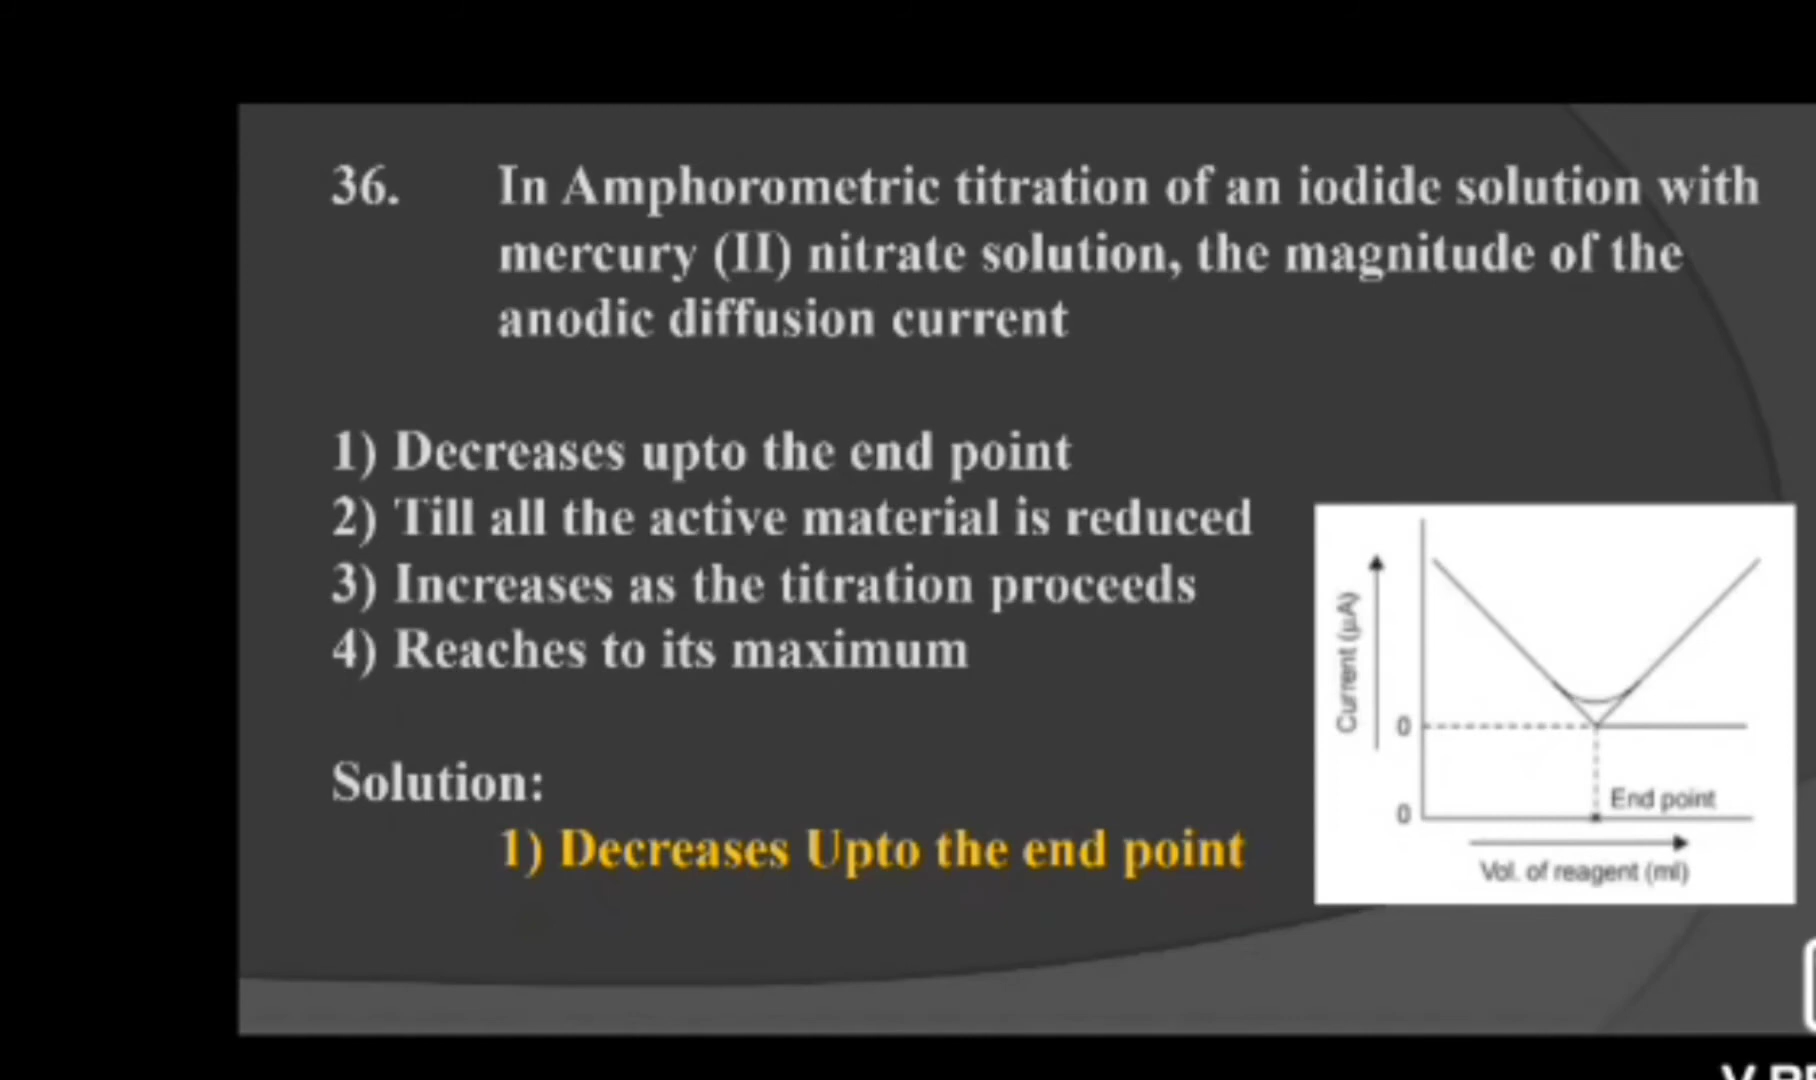 36. In Amphorometric titration of an iodide solution with
mercury (II) nitrate solution, the magnitude of the
anodic diffusion current
1) Decreases upto the end point
2) Till all the active material is reduced
3) Increases as the titration proceeds
4) Reaches to its maximum
Solution:
1) Decreases Upto the end point
Current (μA)
0
0
End point
Vol. of reagent (ml)